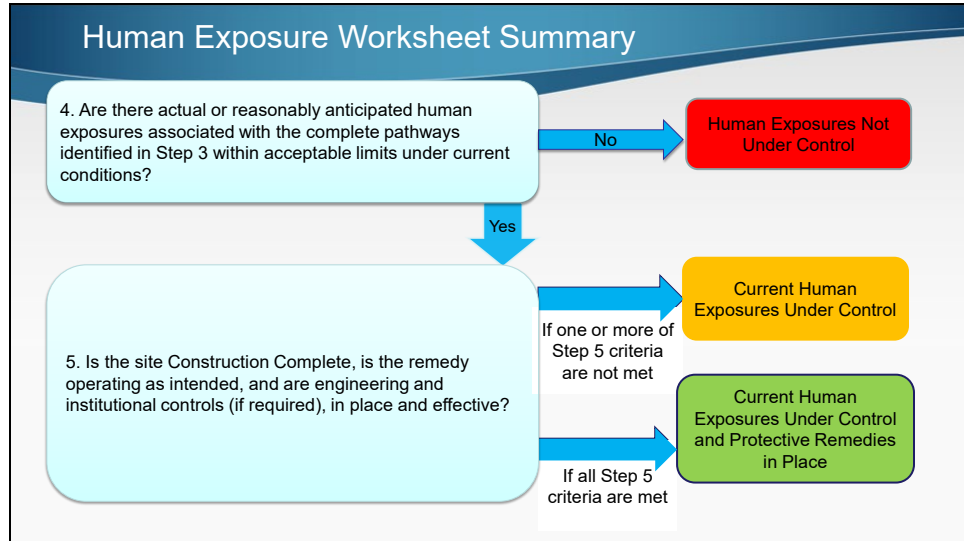 Human Exposure Worksheet Summary
4. Are there actual or reasonably anticipated human
exposures associated with the complete pathways
identified in Step 3 within acceptable limits under current
conditions?
No
Human Exposures Not
Under Control
Yes
5. Is the site Construction Complete, is the remedy
operating as intended, and are engineering and
institutional controls (if required), in place and effective?
If one or more of
Step 5 criteria
are not met
Current Human
Exposures Under Control
If all Step 5
criteria are met
Current Human
Exposures Under Control
and Protective Remedies
in Place